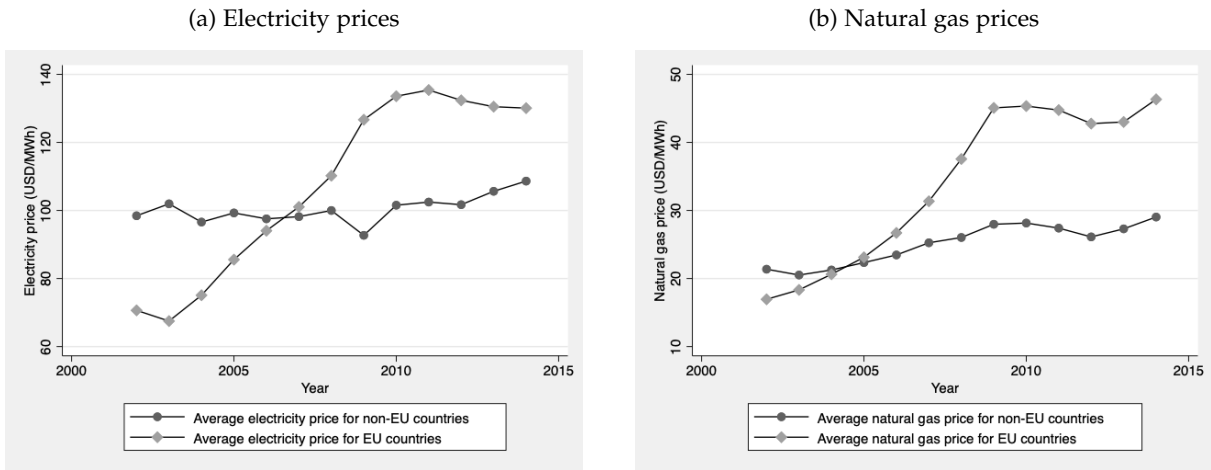 (a) Electricity prices
Electricity price (USD/MWh)
140
120
100
80
60
2000 2005 2010 2015
Year
Average electricity price for non-EU countries
Average electricity price for EU countries
(b) Natural gas prices
Natural gas price (USD/MWh)
50
40
30
20
10
2000 2005 2010 2015
Year
Average natural gas price for non-EU countries
Average natural gas price for EU countries